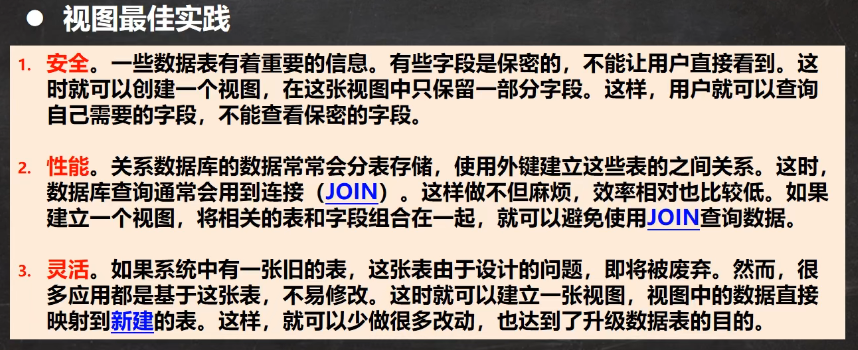 ● 视图最佳实践
1. 安全。一些数据表有着重要的信息。有些字段是保密的，不能让用户直接看到。这
时就可以创建一个视图，在这张视图中只保留一部分字段。这样，用户就可以查询
自己需要的字段，不能查看保密的字段。
2. 性能。关系数据库的数据常常会分表存储，使用外键建立这些表的之间关系。这时，
数据库查询通常会用到连接（JOIN）。这样做不但麻烦，效率相对也比较低。如果
建立一个视图，将相关的表和字段组合在一起，就可以避免使用JOIN查询数据。
3. 灵活。如果系统中有一张旧的表，这张表由于设计的问题，即将被废弃。然而，很
多应用都是基于这张表，不易修改。这时就可以建立一张视图，视图中的数据直接
映射到新建的表。这样，就可以少做很多改动，也达到了升级数据表的目的。